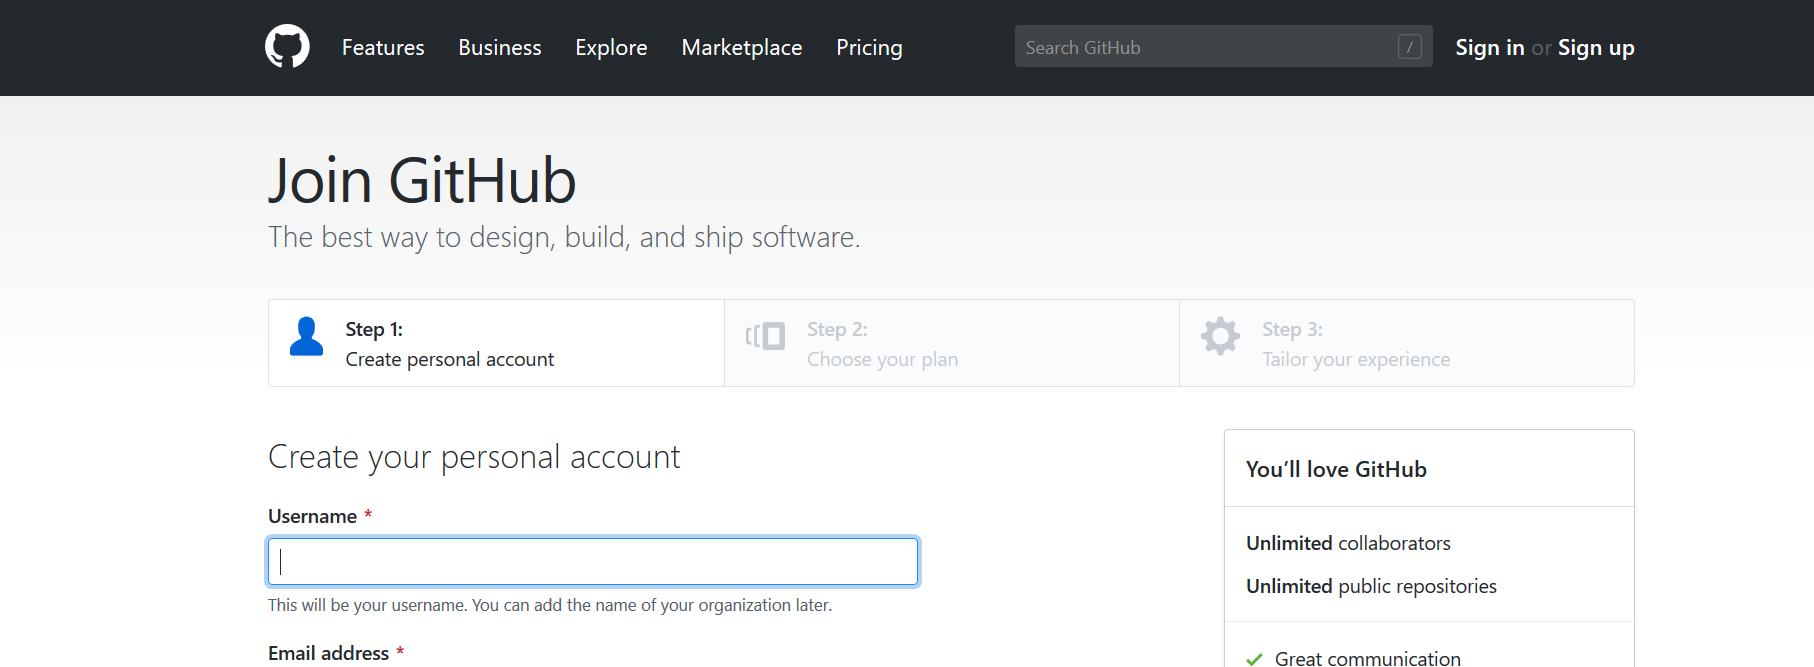 Features Business Explore Marketplace Pricing Search GitHub / Sign in or Sign up
Join GitHub
The best way to design, build, and ship software.
Step 1:
Create personal account
Step 2:
Choose your plan
Step 3:
Tailor your experience
Create your personal account
Username *
This will be your username. You can add the name of your organization later.
Email address *
You’ll love GitHub
Unlimited collaborators
Unlimited public repositories
Great communication